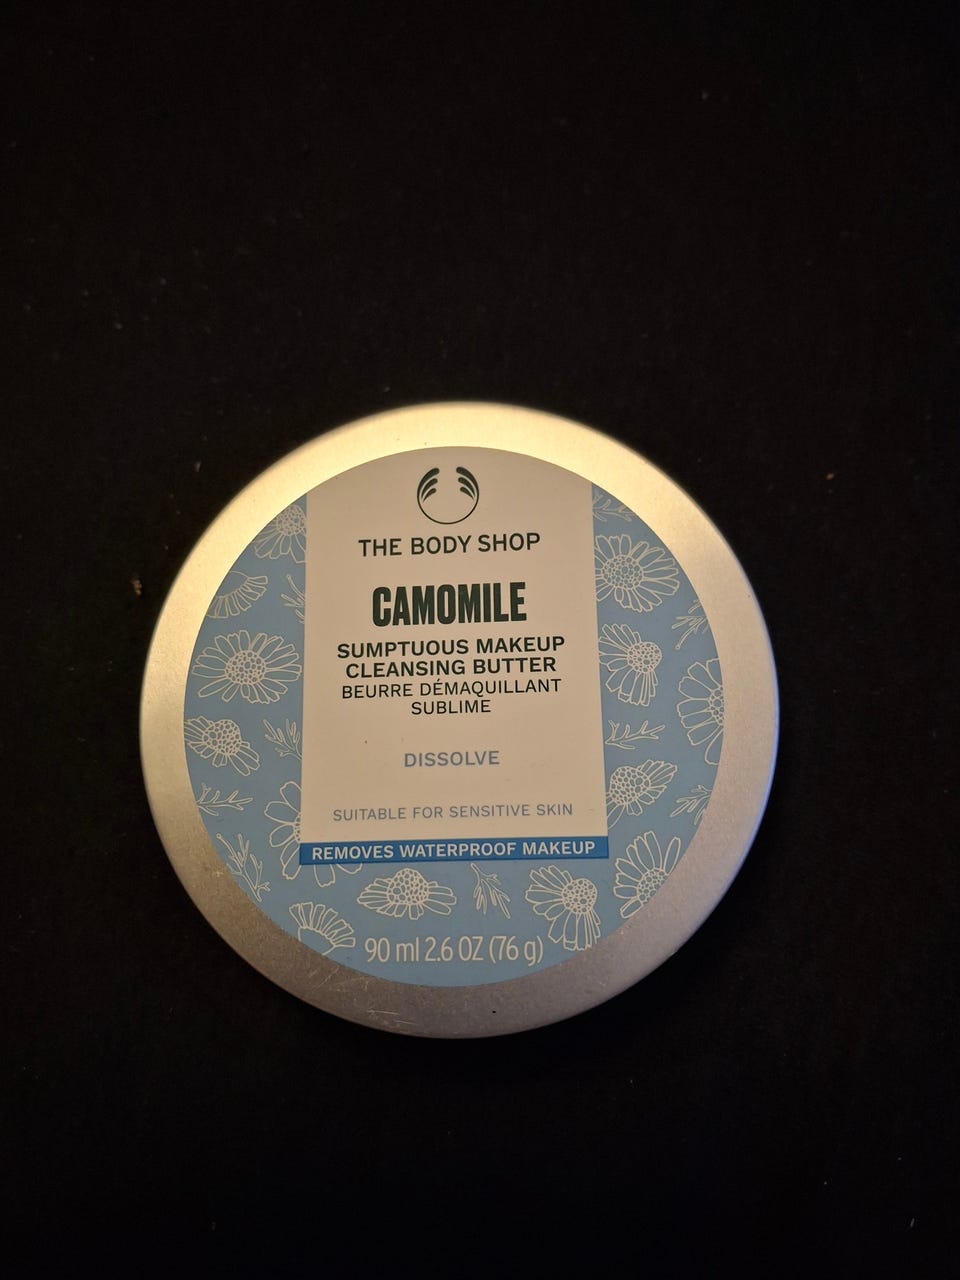 THE BODY SHOP
CAMOMILE
SUMPTUOUS MAKEUP
CLEANSING BUTTER
BEURRE DÉMAQUILLANT
SUBLIME
DISSOLVE
SUITABLE FOR SENSITIVE SKIN
REMOVES WATERPROOF MAKEUP
90 ml 2.6 OZ (76 g)